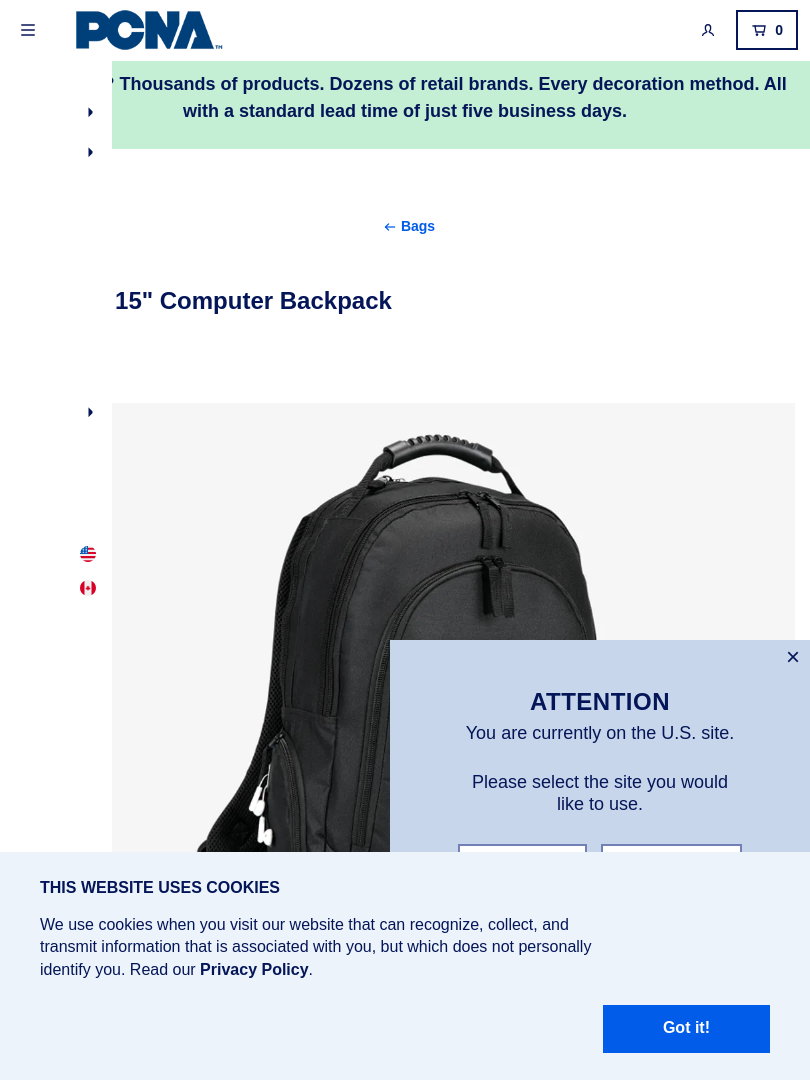 PCNA™
0
? Thousands of products. Dozens of retail brands. Every decoration method. All
with a standard lead time of just five business days.
← Bags
15" Computer Backpack
ATTENTION
You are currently on the U.S. site.
Please select the site you would
like to use.
THIS WEBSITE USES COOKIES
We use cookies when you visit our website that can recognize, collect, and
transmit information that is associated with you, but which does not personally
identify you. Read our Privacy Policy.
Got it!